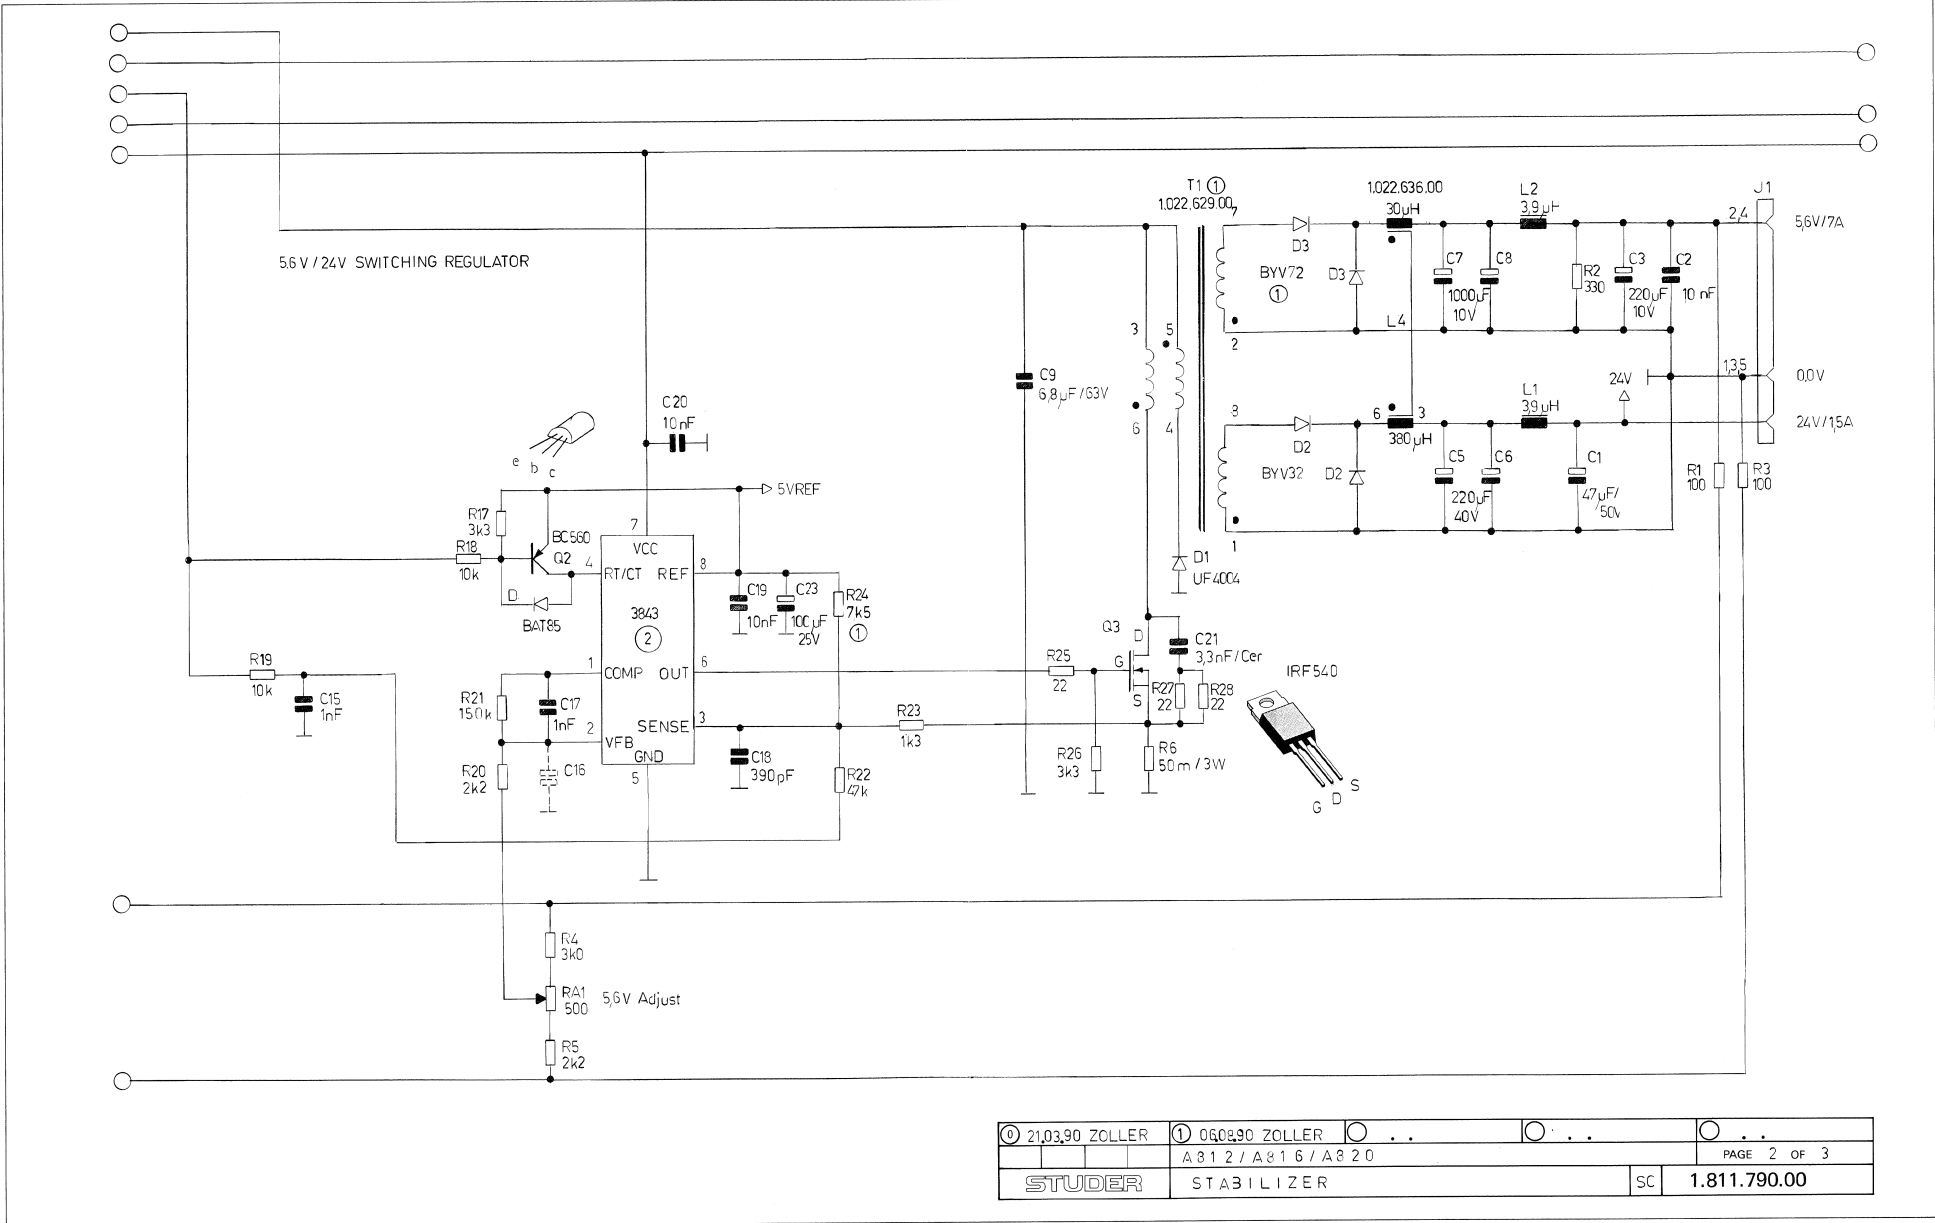 T1 ①
1.022.629.00
1.022.636.00
30µH
L2
3,9µH
J1
7
2,4
5,6V/7A
5.6 V / 24V SWITCHING REGULATOR
D3
BYV72
①
D3
C7
1000µF
10V
C8
R2
330
C3
220µF
10V
C2
10 nF
L4
3
5
2
C9
6,8µF/63V
24V
1,3,5
0,0V
L1
3,9µH
6
4
8
6
3
380µH
24V/1,5A
C20
10nF
D2
BYV32
D2
C5
220µF
40V
C6
C1
47µF/
50V
R1
100
R3
100
e b c
5VREF
R17
3k3
BC560
Q2
R18
10k
7
VCC
4
RT/CT
REF
8
1
D1
UF4004
D
BAT85
3843
②
C19
10nF
C23
100µF
25V
R24
7k5
①
Q3
D
G
S
C21
3,3nF/Cer
IRF540
R19
10k
C15
1nF
1
COMP
OUT
6
R25
22
R27
22
R28
22
R21
150k
C17
1nF
2
VFB
SENSE
3
R23
1k3
GND
5
R20
2k2
C16
C18
390pF
R22
47k
R26
3k3
R6
50m/3W
G D S
R4
3k0
RA1
500
5,6V Adjust
R5
2k2
⓪ 21.03.90 ZOLLER
① 06.08.90 ZOLLER
. .
. .
. .
A812/A816/A820
PAGE 2 OF 3
STUDER
STABILIZER
SC
1.811.790.00